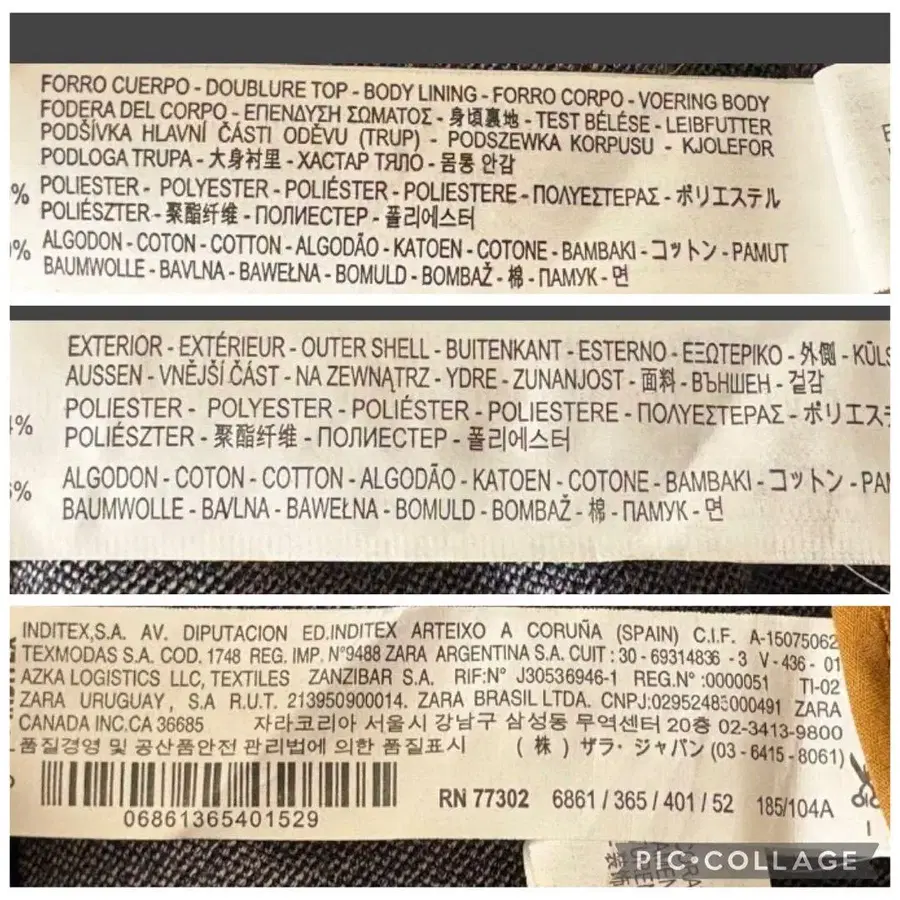 FORRO CUERPO - DOUBLURE TOP - BODY LINING - FORRO CORPO - VOERING BODY
FODERA DEL CORPO - ΕΠΕΝΔΥΣΗ ΣΩΜΑΤΟΣ - 身頃裏地 - TEST BÉLÉSE - LEIBFUTTER
PODŠÍVKA HLAVNÍ ČÁSTI ODĚVU (TRUP) - PODSZEWKA KORPUSU - KJOLEFOR
PODLOGA TRUPA - 大身衬里 - ХАСТАР ТЯЛО - 몸통 안감
% POLIESTER - POLYESTER - POLIÉSTER - POLIESTERE - ΠΟΛΥΕΣΤΕΡΑΣ - ポリエステル
POLIÉSZTER - 聚酯纤维 - ПОЛИЕСТЕР - 폴리에스터
% ALGODON - COTON - COTTON - ALGODÃO - KATOEN - COTONE - BAMBAKI - コットン - PAMUT
BAUMWOLLE - BAVLNA - BAWEŁNA - BOMULD - BOMBAŽ - 棉 - ПАМУК - 면
EXTERIOR - EXTÉRIEUR - OUTER SHELL - BUITENKANT - ESTERNO - ΕΞΩΤΕΡΙΚΟ - 外側 - KÜLS
AUSSEN - VNĚJŠÍ ČÁST - NA ZEWNĄTRZ - YDRE - ZUNANJOST - 面料 - ВЪНШЕН - 겉감
% POLIESTER - POLYESTER - POLIÉSTER - POLIESTERE - ΠΟΛΥΕΣΤΕΡΑΣ - ポリエス
POLIÉSZTER - 聚酯纤维 - ПОЛИЕСТЕР - 폴리에스터
% ALGODON - COTON - COTTON - ALGODÃO - KATOEN - COTONE - BAMBAKI - コットン - PA
BAUMWOLLE - BAVLNA - BAWEŁNA - BOMULD - BOMBAŽ - 棉 - ПАМУК - 면
INDITEX,S.A. AV. DIPUTACION ED.INDITEX ARTEIXO A CORUÑA (SPAIN) C.I.F. A-15075062
TEXMODAS S.A. COD. 1748 REG. IMP. N°9488 ZARA ARGENTINA S.A. CUIT : 30 - 69314836 - 3 V - 436 - 01
AZKA LOGISTICS LLC, TEXTILES ZANZIBAR S.A. RIF:N° J30536946-1 REG.N° :0000051 TI-02
ZARA URUGUAY , S.A R.U.T. 213950900014. ZARA BRASIL LTDA. CNPJ:02952485000491 ZARA
CANADA INC.CA 36685 자라코리아 서울시 강남구 삼성동 무역센터 20층 02-3413-9800
품질경영 및 공산품안전 관리법에 의한 품질표시 (株) ザラ・ジャパン (03-6415-8061)
RN 77302 6861 / 365 / 401 / 52 185/104A
06861365401529
PIC•COLLAGE